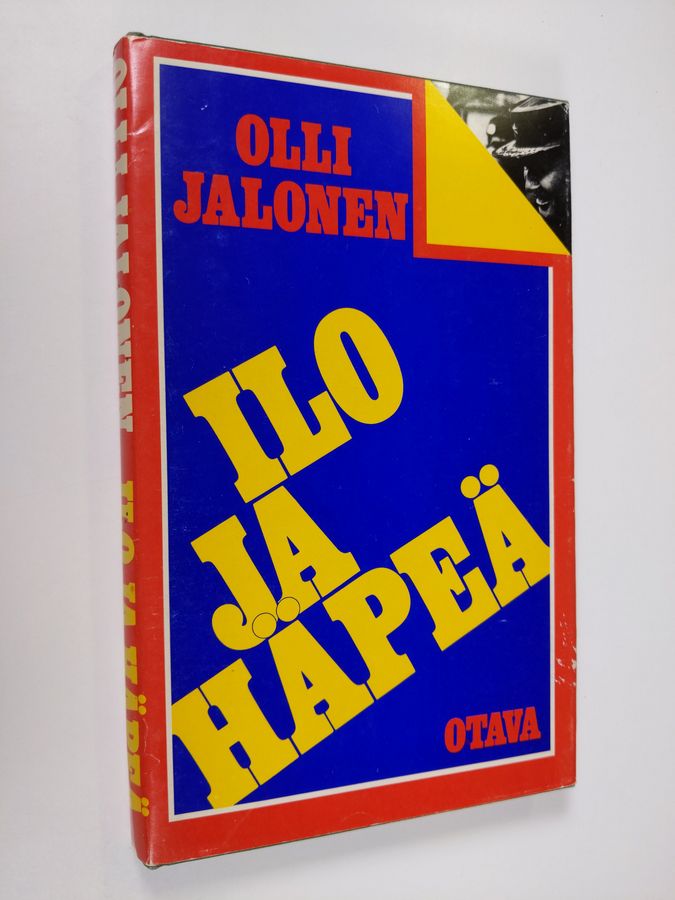 OLLI
JALONEN
ILO
JA
HÄPEÄ
OTAVA
OLLI JALONEN ILO JA HÄPEÄ